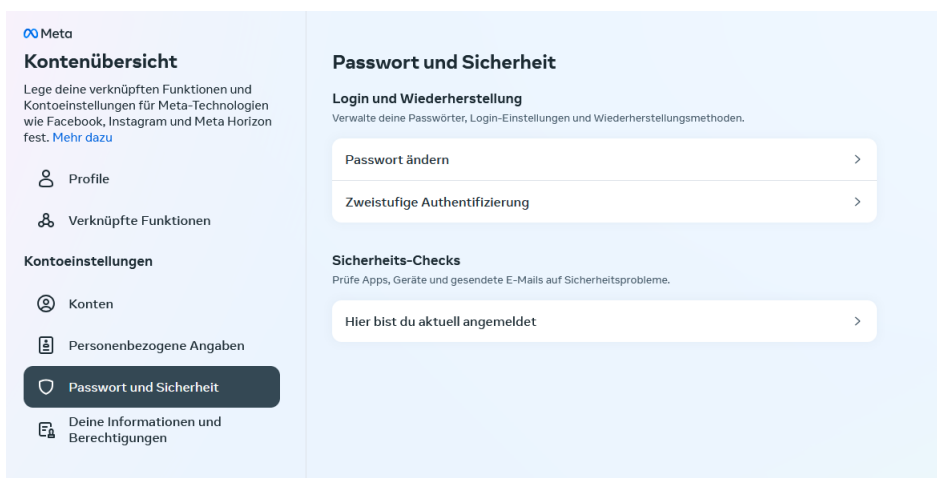 Meta
Kontenübersicht
Lege deine verknüpften Funktionen und
Kontoeinstellungen für Meta-Technologien
wie Facebook, Instagram und Meta Horizon
fest. Mehr dazu
Profile
Verknüpfte Funktionen
Kontoeinstellungen
Konten
Personenbezogene Angaben
Passwort und Sicherheit
Deine Informationen und
Berechtigungen
Passwort und Sicherheit
Login und Wiederherstellung
Verwalte deine Passwörter, Login-Einstellungen und Wiederherstellungsmethoden.
Passwort ändern
Zweistufige Authentifizierung
Sicherheits-Checks
Prüfe Apps, Geräte und gesendete E-Mails auf Sicherheitsprobleme.
Hier bist du aktuell angemeldet